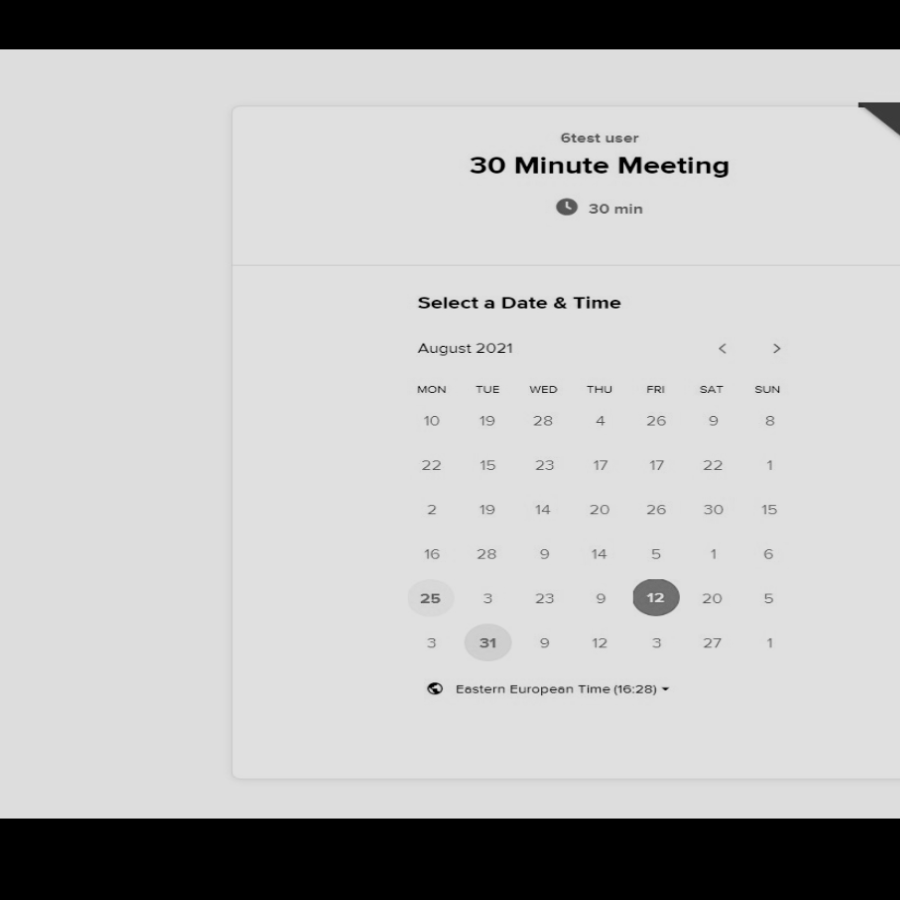 6test user
30 Minute Meeting
30 min
Select a Date & Time
August 2021
MON TUE WED THU FRI SAT SUN
10 19 28 4 26 9 8
22 15 23 17 17 22 1
2 19 14 20 26 30 15
16 28 9 14 5 1 6
25 3 23 9 12 20 5
3 31 9 12 3 27 1
Eastern European Time (16:28)